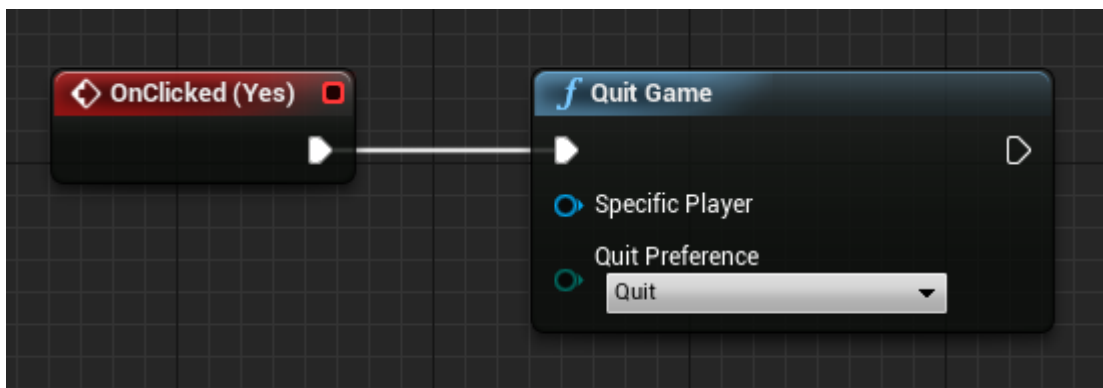 OnClicked (Yes)
f Quit Game
Specific Player
Quit Preference
Quit